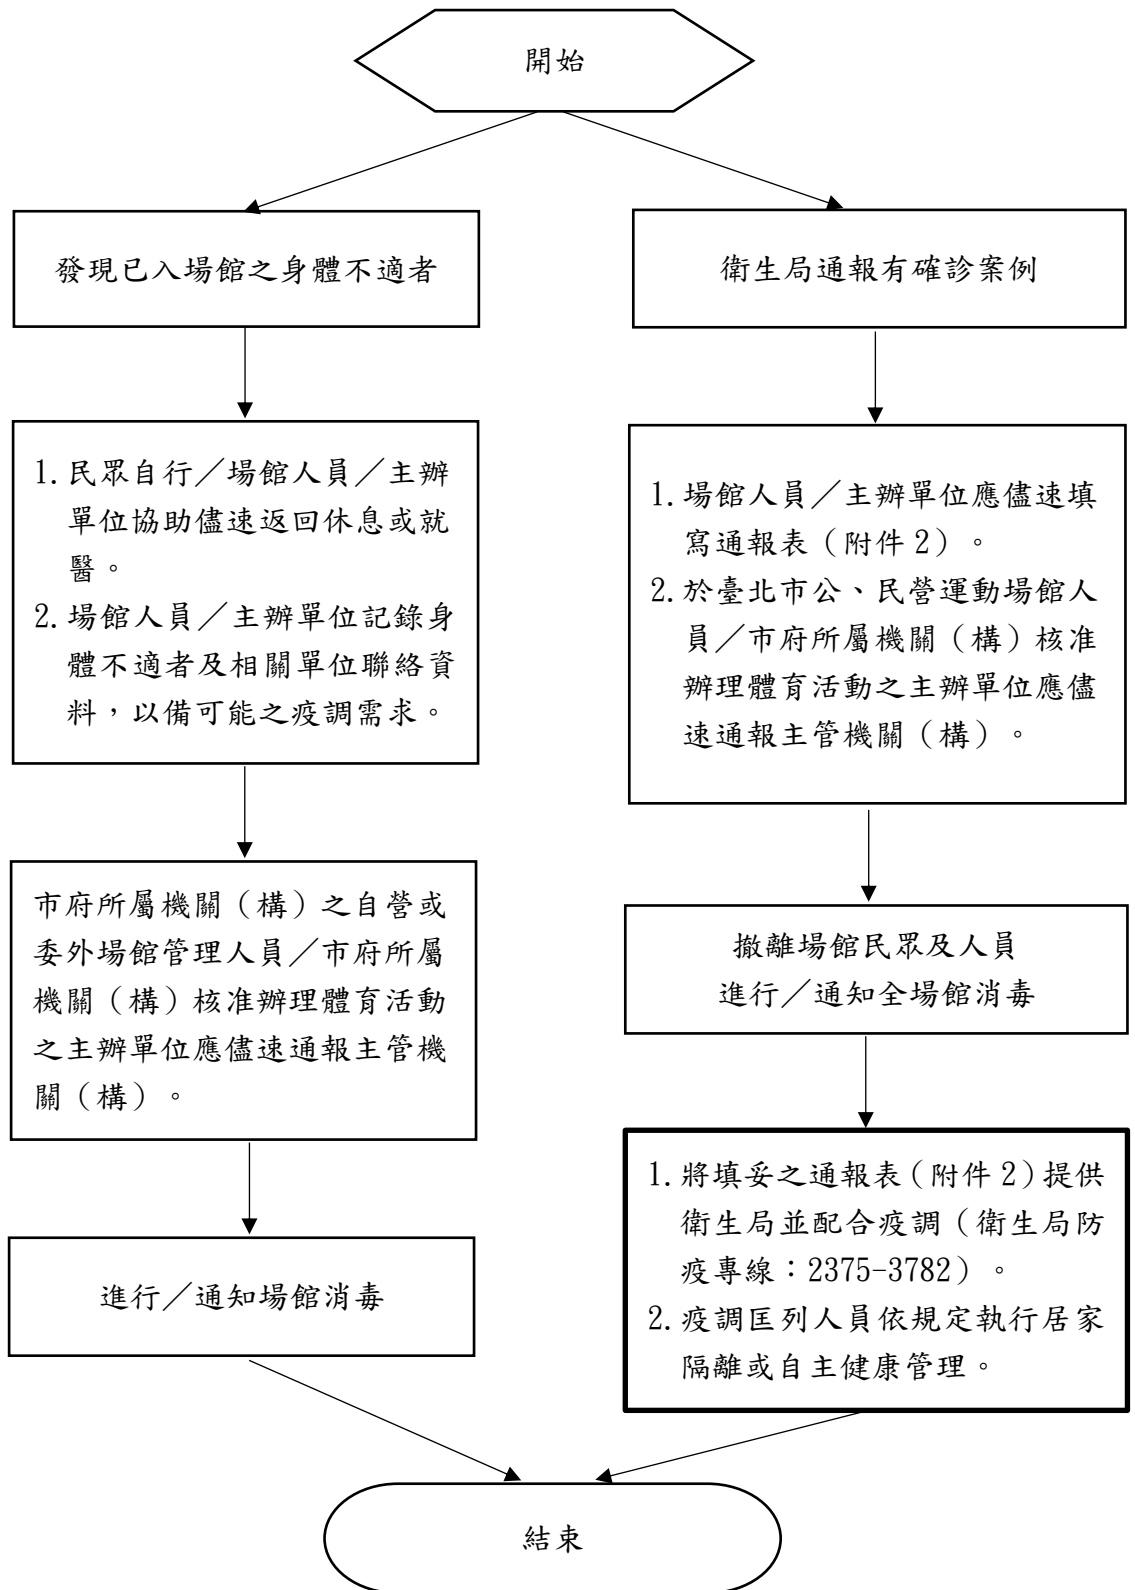 開始
發現已入場館之身體不適者
1.民眾自行／場館人員／主辦
單位協助儘速返回休息或就
醫。
2.場館人員／主辦單位記錄身
體不適者及相關單位聯絡資
料，以備可能之疫調需求。
市府所屬機關（構）之自營或
委外場館管理人員／市府所屬
機關（構）核准辦理體育活動
之主辦單位應儘速通報主管機
關（構）。
進行／通知場館消毒
衛生局通報有確診案例
1.場館人員／主辦單位應儘速填
寫通報表（附件2）。
2.於臺北市公、民營運動場館人
員／市府所屬機關（構）核准
辦理體育活動之主辦單位應儘
速通報主管機關（構）。
撤離場館民眾及人員
進行／通知全場館消毒
1.將填妥之通報表（附件2）提供
衛生局並配合疫調（衛生局防
疫專線：2375-3782）。
2.疫調匡列人員依規定執行居家
隔離或自主健康管理。
結束